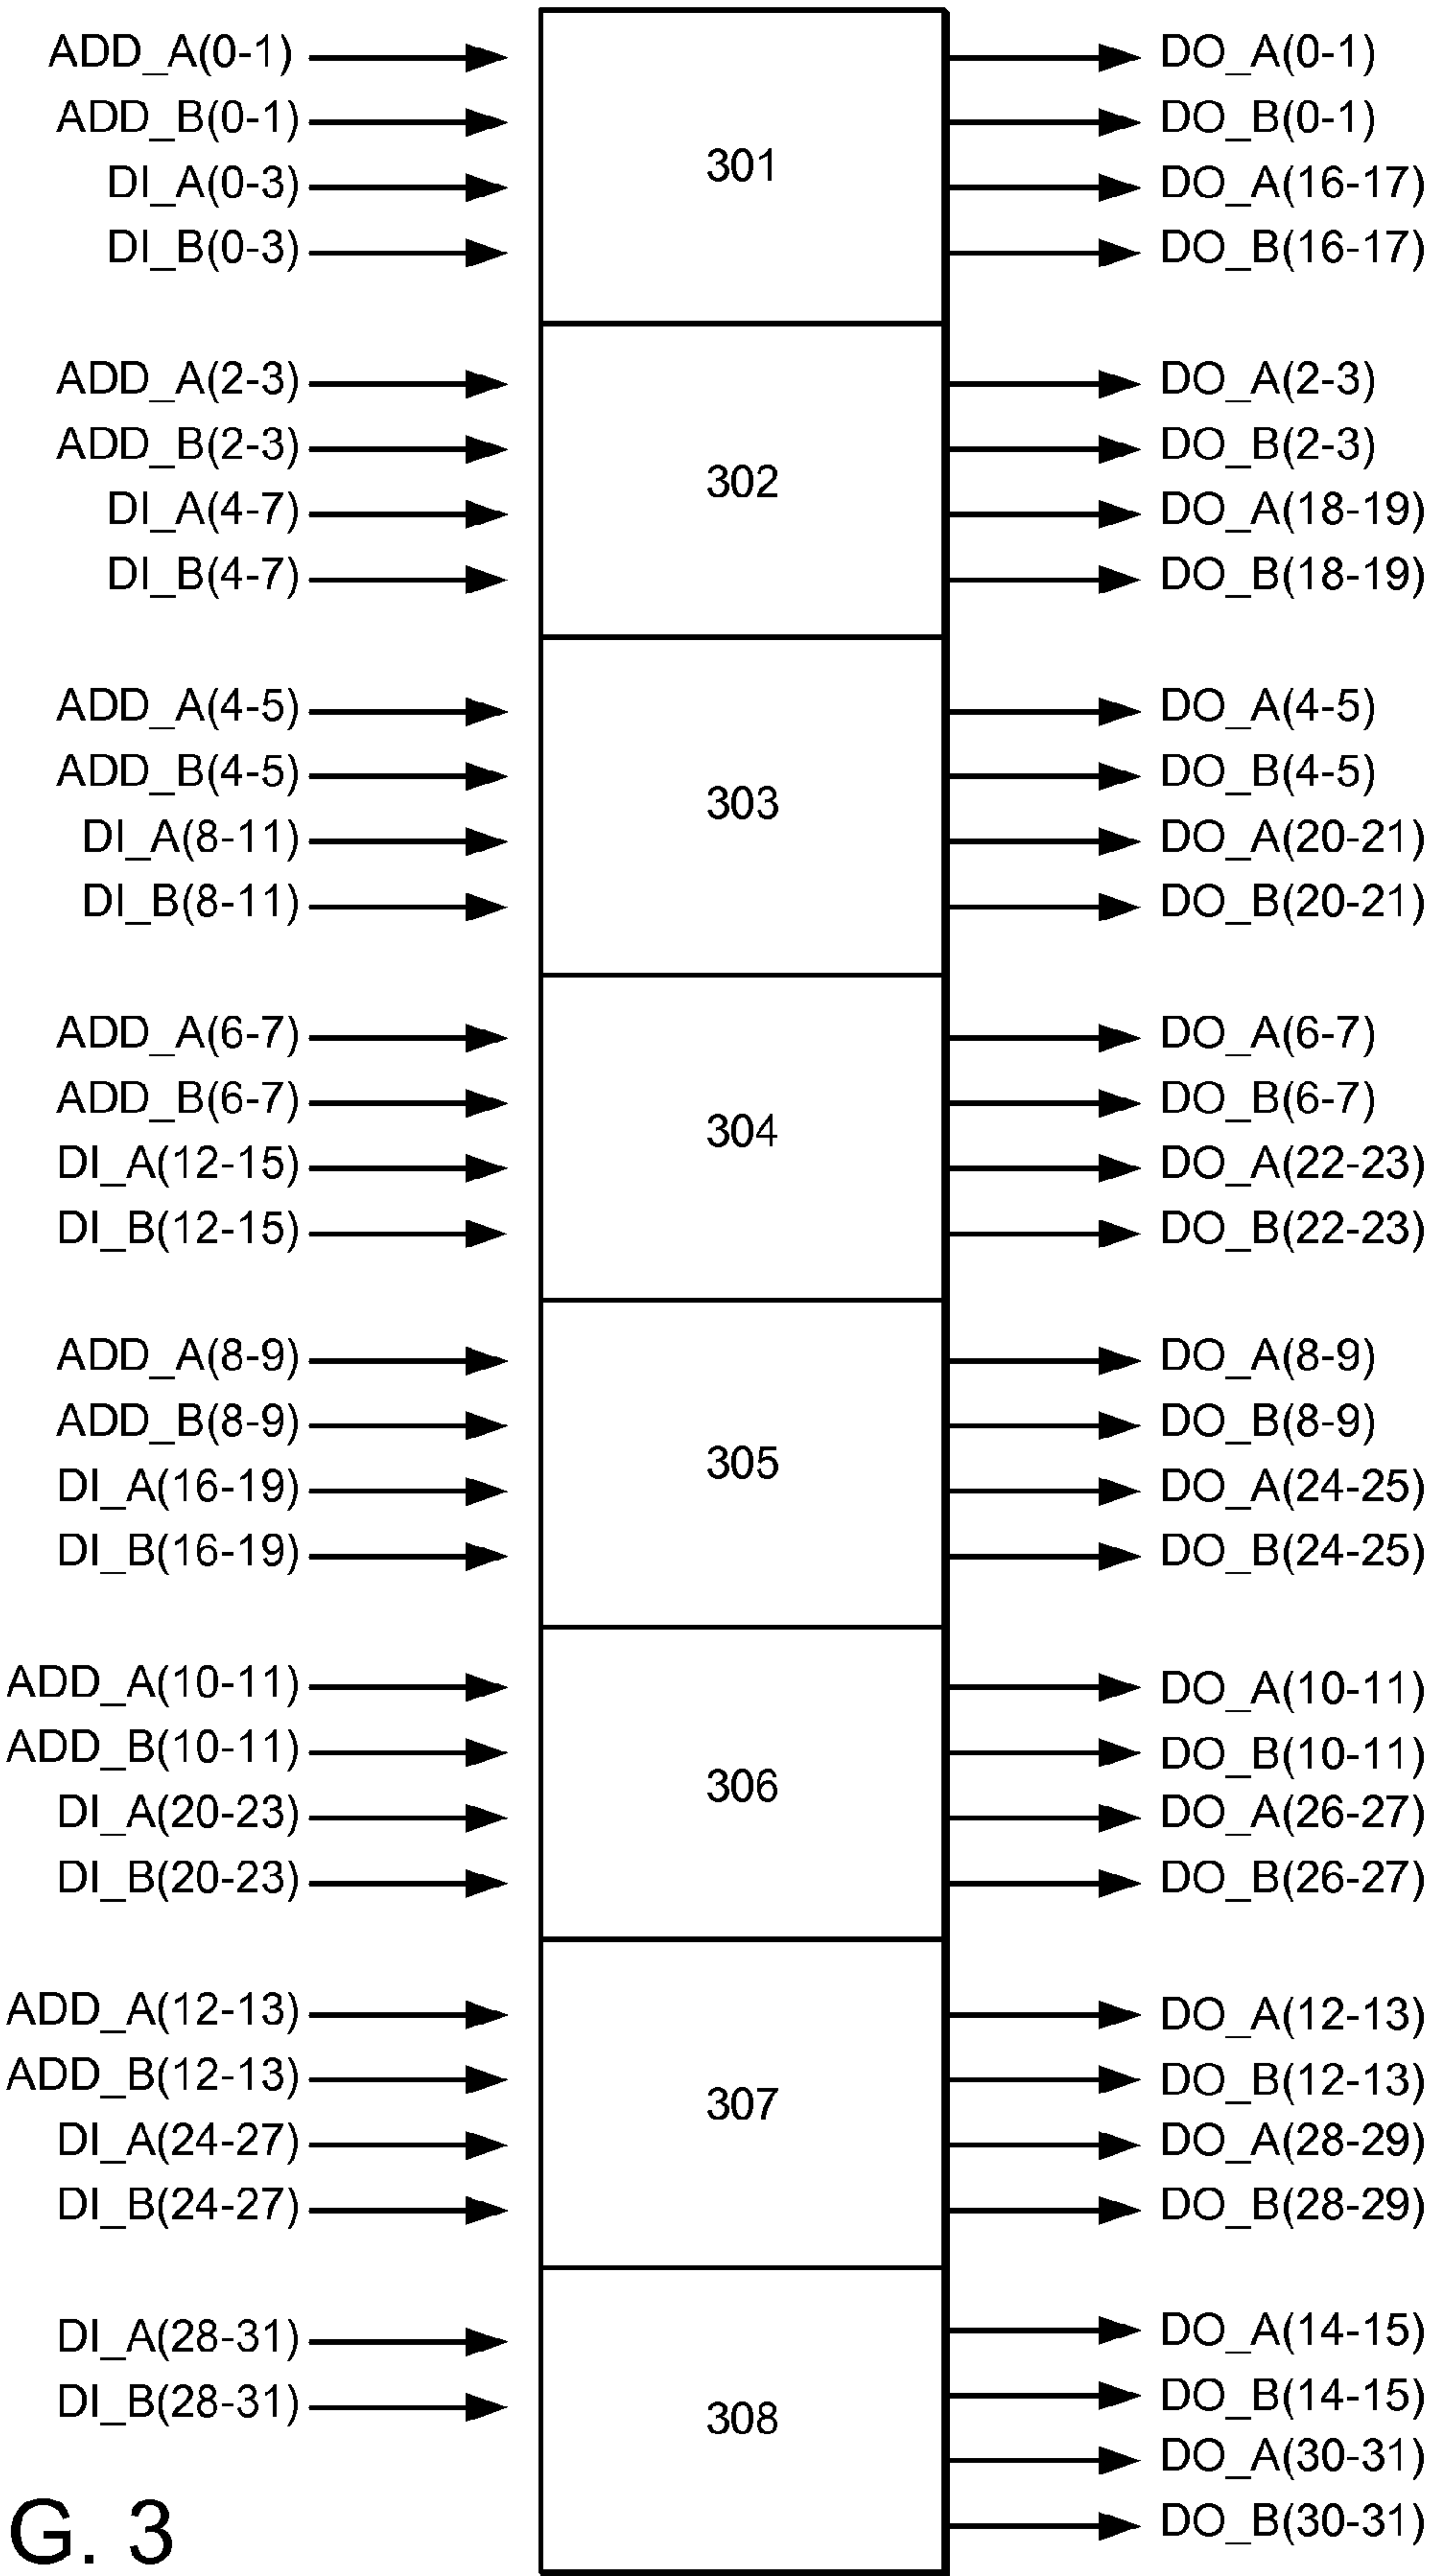 ADD_A(0-1)
ADD_B(0-1)
DI_A(0-3)
DI_B(0-3)
301
DO_A(0-1)
DO_B(0-1)
DO_A(16-17)
DO_B(16-17)
ADD_A(2-3)
ADD_B(2-3)
DI_A(4-7)
DI_B(4-7)
302
DO_A(2-3)
DO_B(2-3)
DO_A(18-19)
DO_B(18-19)
ADD_A(4-5)
ADD_B(4-5)
DI_A(8-11)
DI_B(8-11)
303
DO_A(4-5)
DO_B(4-5)
DO_A(20-21)
DO_B(20-21)
ADD_A(6-7)
ADD_B(6-7)
DI_A(12-15)
DI_B(12-15)
304
DO_A(6-7)
DO_B(6-7)
DO_A(22-23)
DO_B(22-23)
ADD_A(8-9)
ADD_B(8-9)
DI_A(16-19)
DI_B(16-19)
305
DO_A(8-9)
DO_B(8-9)
DO_A(24-25)
DO_B(24-25)
ADD_A(10-11)
ADD_B(10-11)
DI_A(20-23)
DI_B(20-23)
306
DO_A(10-11)
DO_B(10-11)
DO_A(26-27)
DO_B(26-27)
ADD_A(12-13)
ADD_B(12-13)
DI_A(24-27)
DI_B(24-27)
307
DO_A(12-13)
DO_B(12-13)
DO_A(28-29)
DO_B(28-29)
DI_A(28-31)
DI_B(28-31)
308
DO_A(14-15)
DO_B(14-15)
DO_A(30-31)
DO_B(30-31)
G. 3